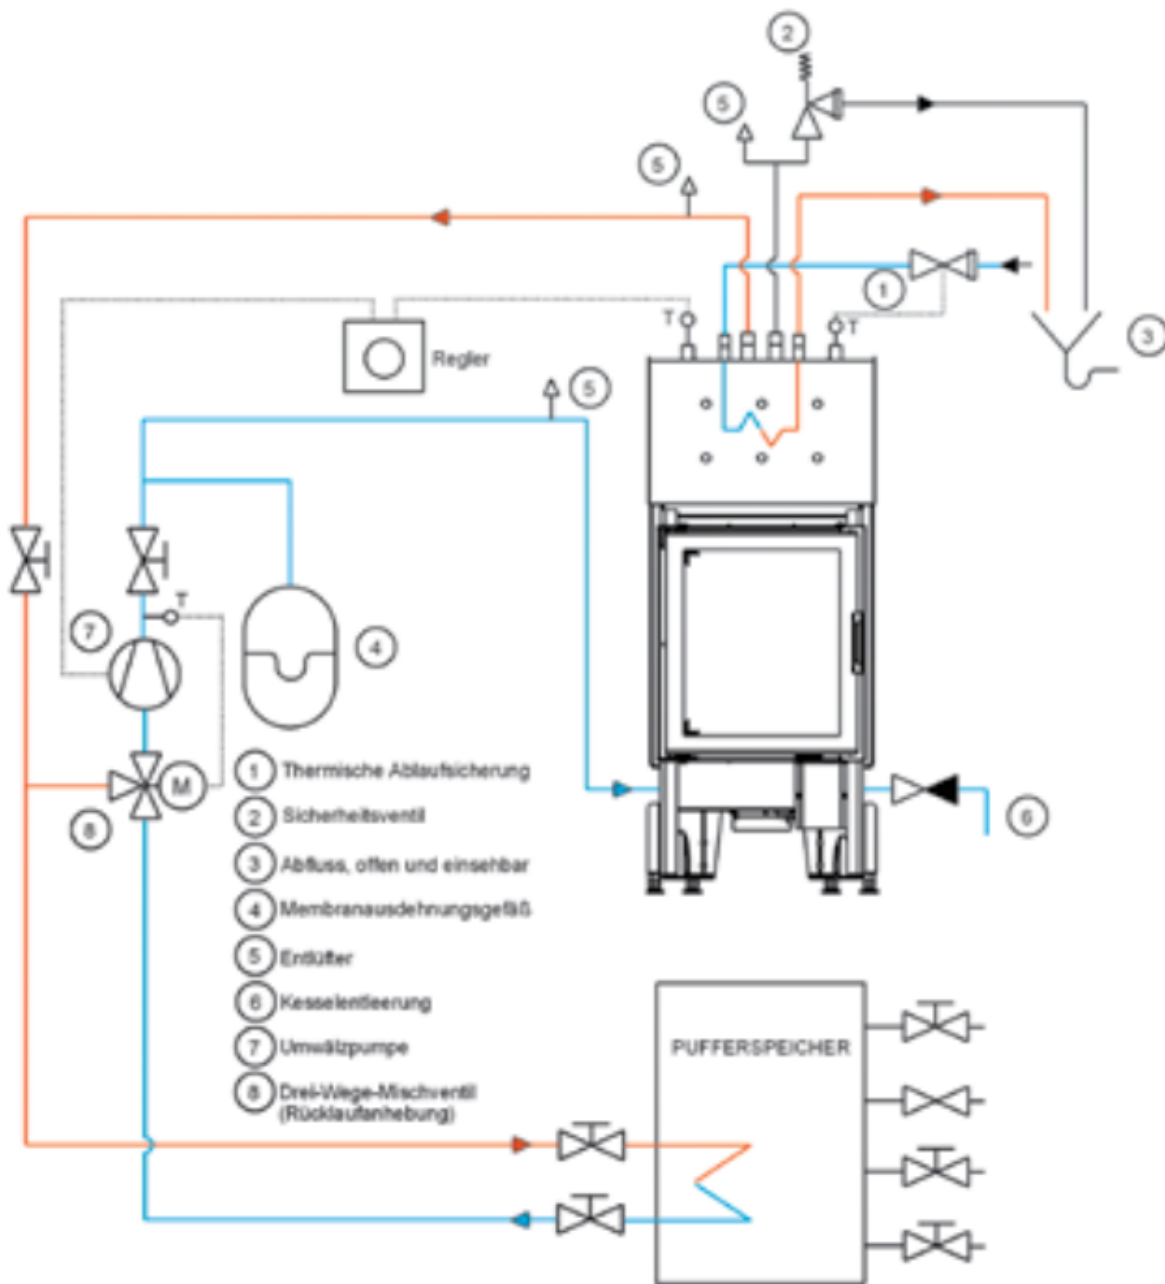 2
5
5
1
T
T
3
Regler
5
T
7
4
M
8
6
1 Thermische Ablaufsicherung
2 Sicherheitsventil
3 Abfluss, offen und einsehbar
4 Membranausdehnungsgefäß
5 Entlüfter
6 Kesselentleerung
7 Umwälzpumpe
8 Drei-Wege-Mischventil
(Rücklaufanhebung)
PUFFERSPEICHER